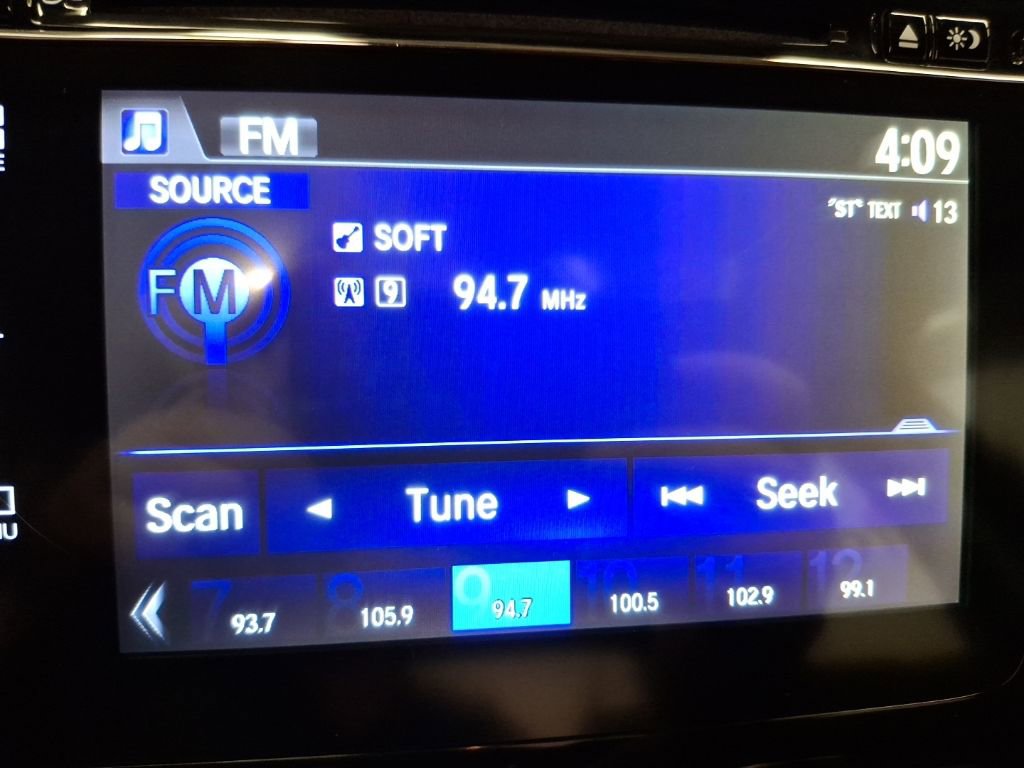 FM
4:09
SOURCE
"ST" TEXT 13
FM
SOFT
9 94.7 MHz
Scan Tune Seek
7 8 9 10 11 12
93.7 105.9 94.7 100.5 102.9 99.1